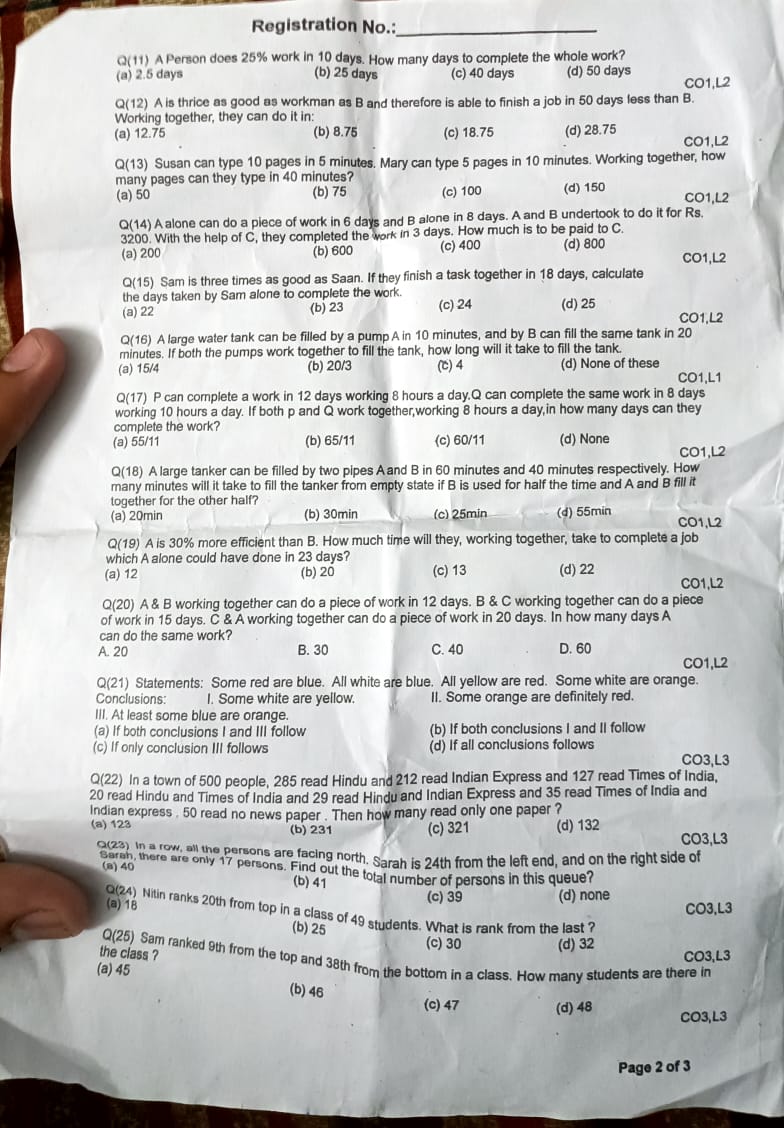 Registration No.:
Q(11) A Person does 25% work in 10 days. How many days to complete the whole work?
(a) 2.5 days (b) 25 days (c) 40 days (d) 50 days
CO1,L2
Q(12) A is thrice as good as workman as B and therefore is able to finish a job in 50 days less than B.
Working together, they can do it in:
(a) 12.75 (b) 8.75 (c) 18.75 (d) 28.75
CO1,L2
Q(13) Susan can type 10 pages in 5 minutes. Mary can type 5 pages in 10 minutes. Working together, how
many pages can they type in 40 minutes?
(a) 50 (b) 75 (c) 100 (d) 150
CO1,L2
Q(14) A alone can do a piece of work in 6 days and B alone in 8 days. A and B undertook to do it for Rs.
3200. With the help of C, they completed the work in 3 days. How much is to be paid to C.
(a) 200 (b) 600 (c) 400 (d) 800
CO1,L2
Q(15) Sam is three times as good as Saan. If they finish a task together in 18 days, calculate
the days taken by Sam alone to complete the work.
(a) 22 (b) 23 (c) 24 (d) 25
CO1,L2
Q(16) A large water tank can be filled by a pump A in 10 minutes, and by B can fill the same tank in 20
minutes. If both the pumps work together to fill the tank, how long will it take to fill the tank.
(a) 15/4 (b) 20/3 (c) 4 (d) None of these
CO1,L1
Q(17) P can complete a work in 12 days working 8 hours a day.Q can complete the same work in 8 days
working 10 hours a day. If both p and Q work together,working 8 hours a day,in how many days can they
complete the work?
(a) 55/11 (b) 65/11 (c) 60/11 (d) None
CO1,L2
Q(18) A large tanker can be filled by two pipes A and B in 60 minutes and 40 minutes respectively. How
many minutes will it take to fill the tanker from empty state if B is used for half the time and A and B fill it
together for the other half?
(a) 20min (b) 30min (c) 25min (d) 55min
CO1,L2
Q(19) A is 30% more efficient than B. How much time will they, working together, take to complete a job
which A alone could have done in 23 days?
(a) 12 (b) 20 (c) 13 (d) 22
CO1,L2
Q(20) A & B working together can do a piece of work in 12 days. B & C working together can do a piece
of work in 15 days. C & A working together can do a piece of work in 20 days. In how many days A
can do the same work?
A. 20 B. 30 C. 40 D. 60
CO1,L2
Q(21) Statements: Some red are blue. All white are blue. All yellow are red. Some white are orange.
Conclusions: I. Some white are yellow. II. Some orange are definitely red.
III. At least some blue are orange.
(a) If both conclusions I and III follow (b) If both conclusions I and II follow
(c) If only conclusion III follows (d) If all conclusions follows
CO3,L3
Q(22) In a town of 500 people, 285 read Hindu and 212 read Indian Express and 127 read Times of India,
20 read Hindu and Times of India and 29 read Hindu and Indian Express and 35 read Times of India and
Indian express . 50 read no news paper . Then how many read only one paper ?
(a) 123 (b) 231 (c) 321 (d) 132
CO3,L3
Q(23) In a row, all the persons are facing north. Sarah is 24th from the left end, and on the right side of
Sarah, there are only 17 persons. Find out the total number of persons in this queue?
(a) 40 (b) 41 (c) 39 (d) none
CO3,L3
Q(24) Nitin ranks 20th from top in a class of 49 students. What is rank from the last ?
(a) 18 (b) 25 (c) 30 (d) 32
CO3,L3
Q(25) Sam ranked 9th from the top and 38th from the bottom in a class. How many students are there in
the class ?
(a) 45 (b) 46 (c) 47 (d) 48
CO3,L3
Page 2 of 3